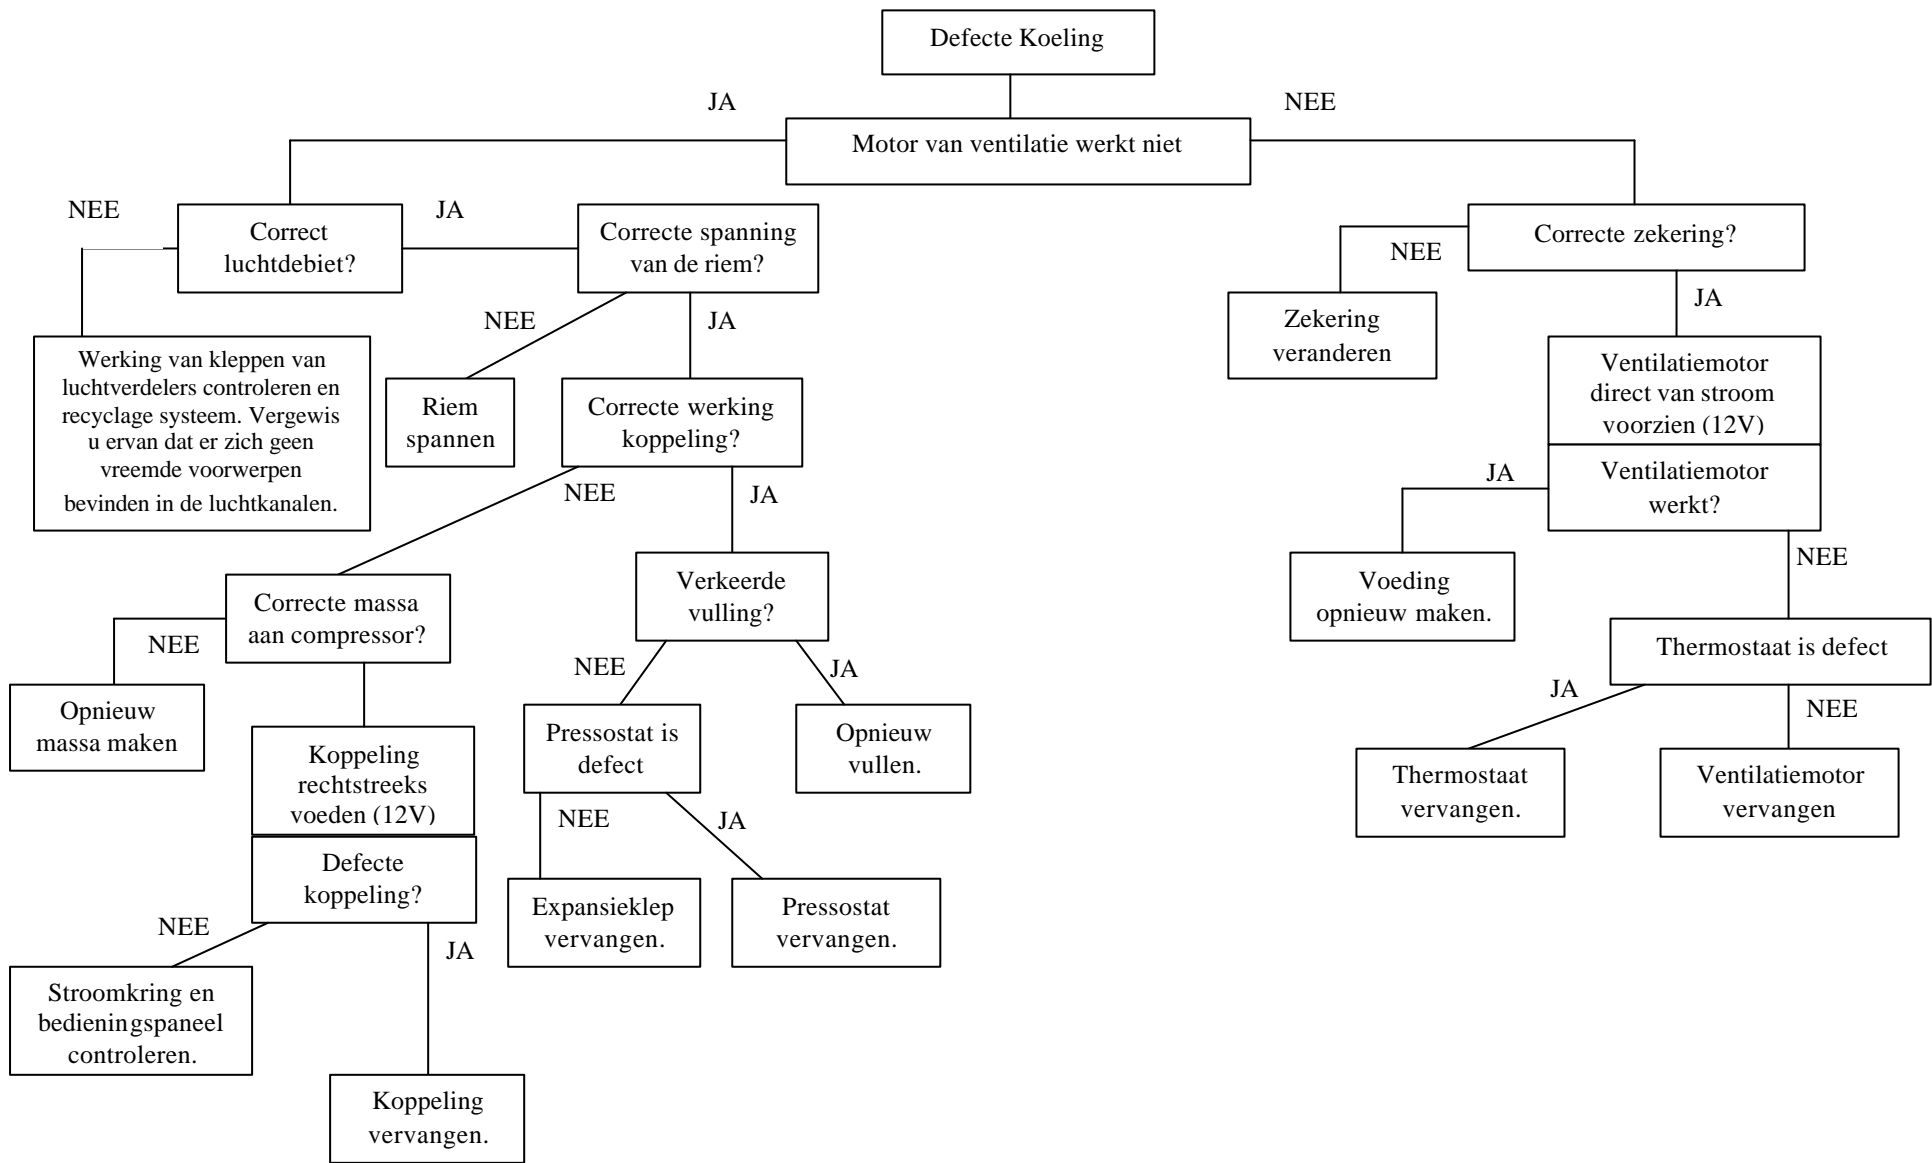 Defecte Koeling
JA
NEE
Motor van ventilatie werkt niet
NEE
Correct
luchtdebiet?
JA
Correcte spanning
van de riem?
Correcte zekering?
NEE
JA
NEE
JA
Zekering
veranderen
Werking van kleppen van
luchtverdelers controleren en
recyclage systeem. Vergewis
u ervan dat er zich geen
vreemde voorwerpen
bevinden in de luchtkanalen.
Riem
spannen
Correcte werking
koppeling?
Ventilatiemotor
direct van stroom
voorzien (12V)
Ventilatiemotor
werkt?
JA
NEE
JA
NEE
Voeding
opnieuw maken.
Correcte massa
aan compressor?
Verkeerde
vulling?
NEE
NEE
JA
Thermostaat is defect
JA
NEE
Opnieuw
massa maken
Koppeling
rechtstreeks
voeden (12V)
Pressostat is
defect
Opnieuw
vullen.
Thermostaat
vervangen.
Ventilatiemotor
vervangen
NEE
JA
Defecte
koppeling?
Expansieklep
vervangen.
Pressostat
vervangen.
NEE
JA
Stroomkring en
bedieningspaneel
controleren.
Koppeling
vervangen.